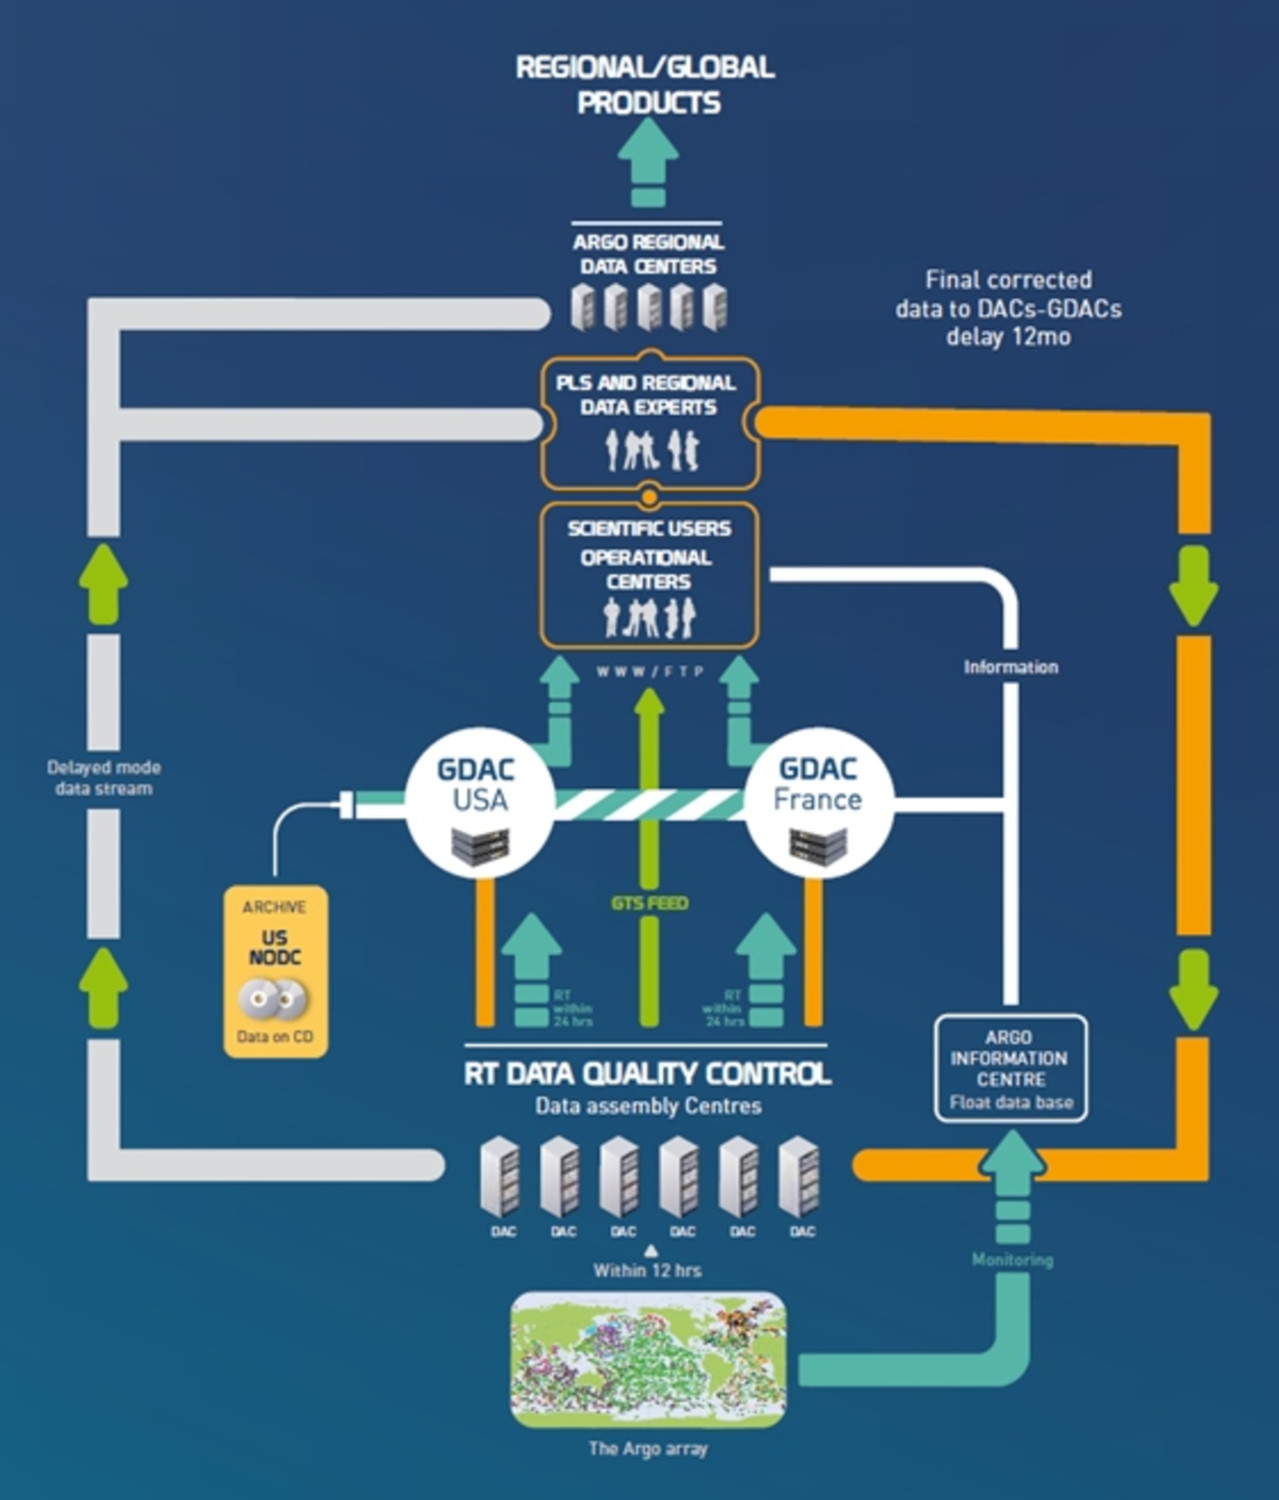 REGIONAL/GLOBAL
PRODUCTS
ARGO REGIONAL
DATA CENTERS
Final corrected
data to DACs-GDACs
delay 12mo
PLS AND REGIONAL
DATA EXPERTS
SCIENTIFIC USERS
OPERATIONAL
CENTERS
WWW/FTP
Information
Delayed mode
data stream
GDAC
USA
GDAC
France
ARCHIVE
US
NODC
Data on CD
GTS FEED
RT
within
24 hrs
RT
within
24 hrs
RT DATA QUALITY CONTROL
Data assembly Centres
ARGO
INFORMATION
CENTRE
Float data base
DAC
DAC
DAC
DAC
DAC
DAC
Within 12 hrs
Monitoring
The Argo array